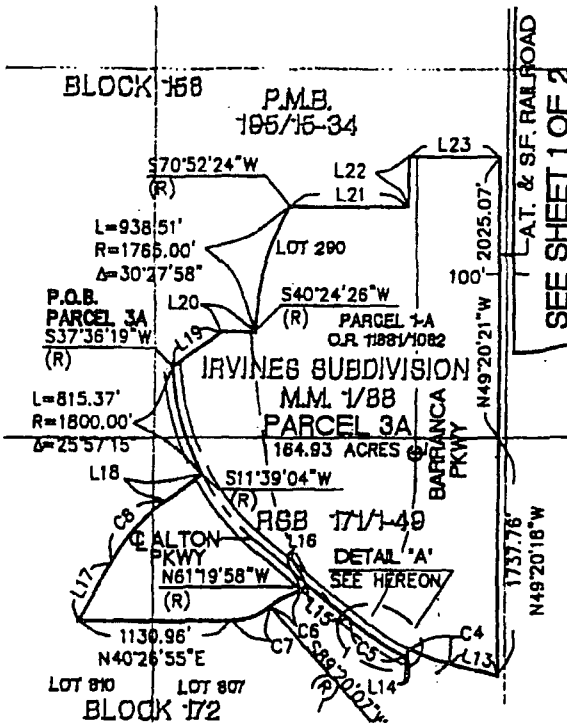 BLOCK 158
P.M.B.
195/15-34
L23
L22
S70°52'24"W
(R)
L21
A.T. & S.F. RAILROAD
SEE SHEET 1 OF 2
2025.07'
L=938.51'
R=1765.00'
Δ=30°27'58"
LOT 290
100'
L20
P.O.B.
PARCEL 3A
S40°24'26"W
(R)
S37°36'19"W
(R)
L19
PARCEL 1-A
O.R. 11881/1082
N49°20'21"W
IRVINES SUBDIVISION
M.M. 1/88
PARCEL 3A
164.93 ACRES
L=815.37'
R=1800.00'
Δ=25°57'15
BARRANCA
PKWY
L18
S11°39'04"W
(R)
C8
RSB 171/1-49
ALTON
PKWY
L16
DETAIL "A"
SEE HEREON
1737.76'
N49°20'18"W
N61°19'58"W
(R)
L17
L15
C4
C5
C6
L13
1130.96'
N40°26'55"E
C7
S89°20'07"W
(R)
L14
LOT 810
LOT 807
BLOCK 172